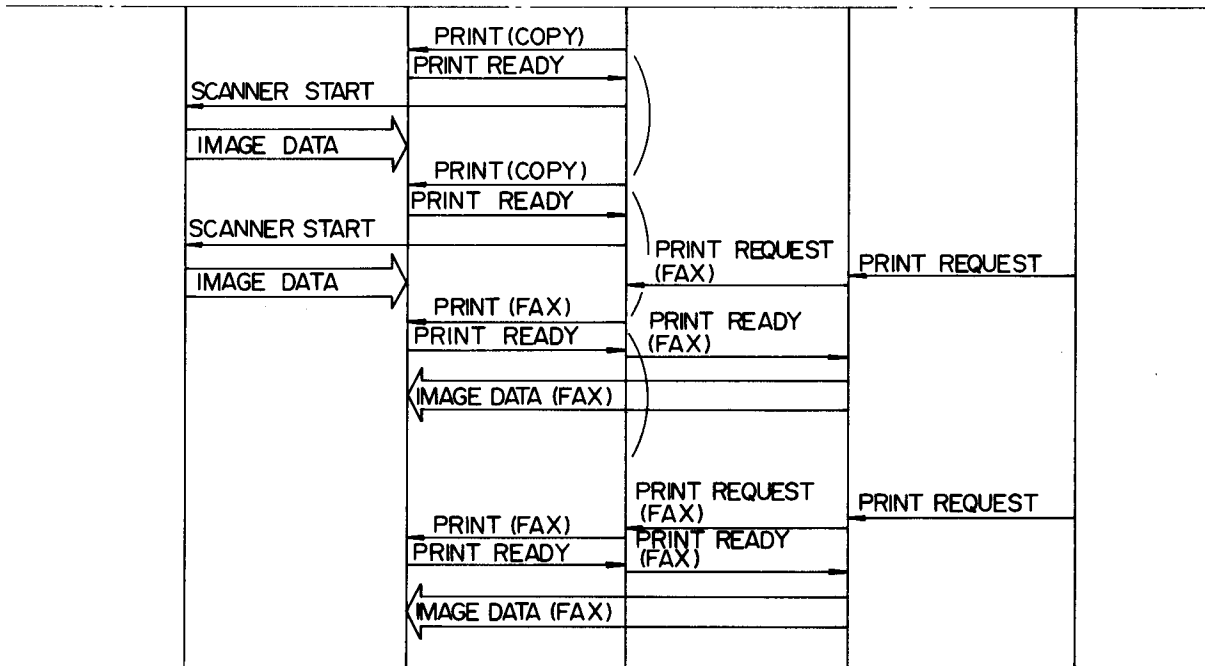 PRINT (COPY)
PRINT READY
SCANNER START
IMAGE DATA
PRINT (COPY)
PRINT READY
SCANNER START
PRINT REQUEST
(FAX)
PRINT REQUEST
IMAGE DATA
PRINT (FAX)
PRINT READY
PRINT READY
(FAX)
IMAGE DATA (FAX)
PRINT REQUEST
(FAX)
PRINT REQUEST
PRINT (FAX)
PRINT READY
PRINT READY
(FAX)
IMAGE DATA (FAX)